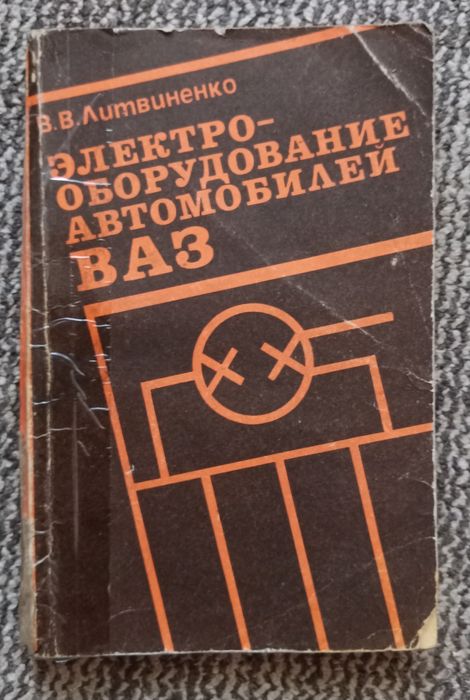 В.В.Литвиненко
ЭЛЕКТРО-
ОБОРУДОВАНИЕ
АВТОМОБИЛЕЙ
ВАЗ